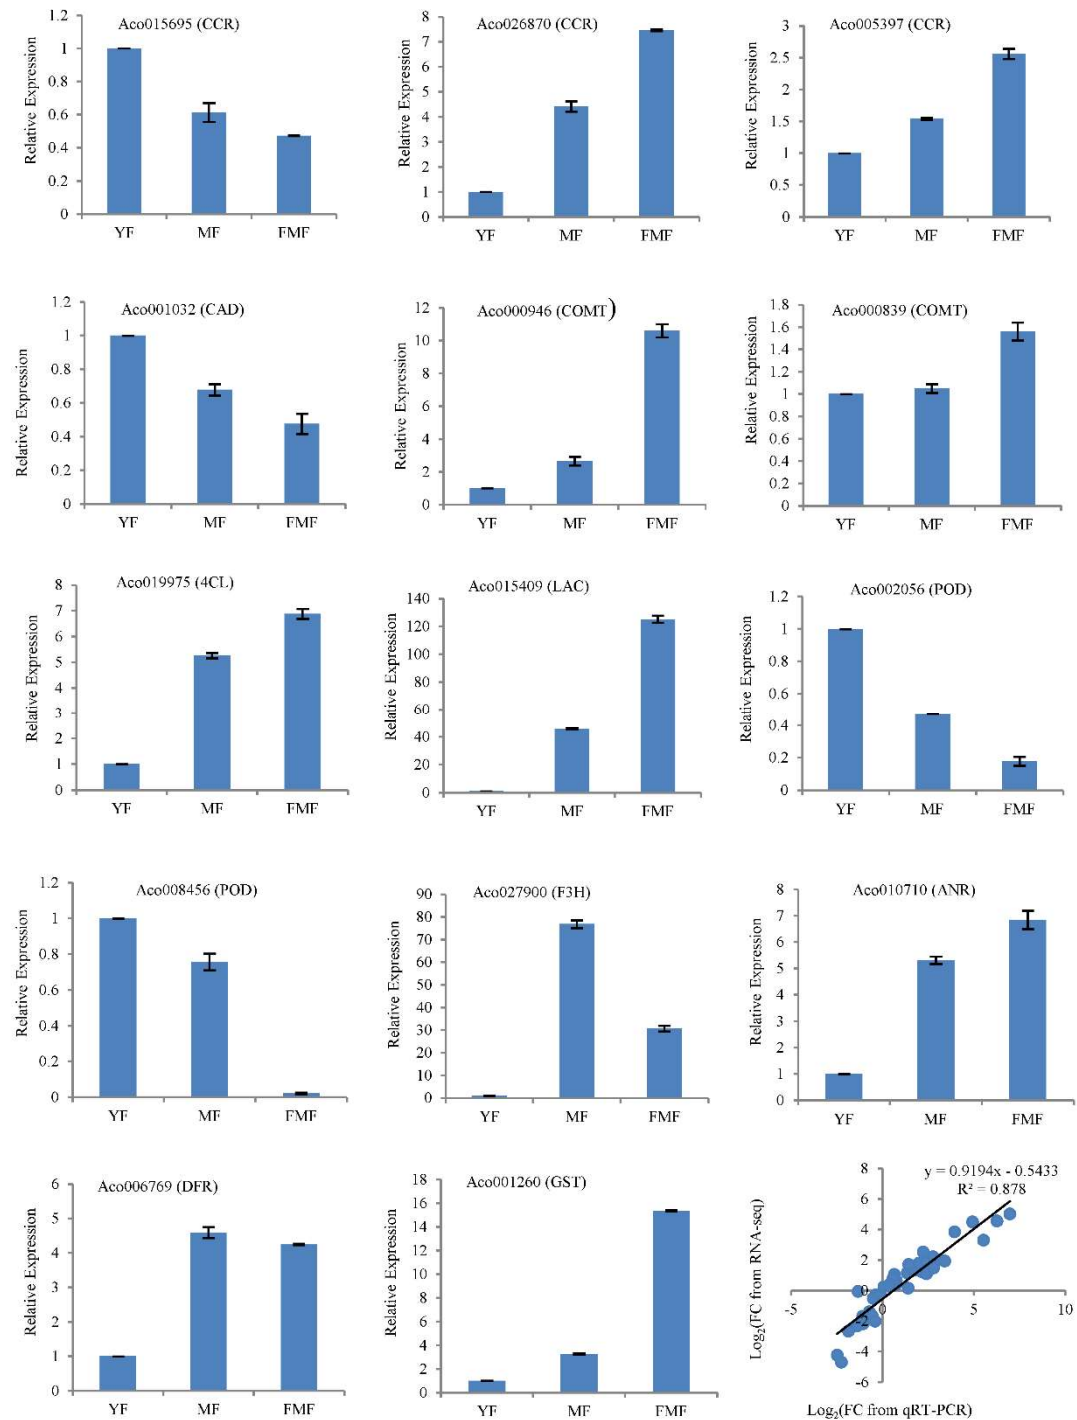 Aco015695 (CCR)
Relative Expression
1.2
1
0.8
0.6
0.4
0.2
0
YF MF FMF
Aco026870 (CCR)
Relative Expression
8
7
6
5
4
3
2
1
0
YF MF FMF
Aco005397 (CCR)
Relative Expression
3
2.5
2
1.5
1
0.5
0
YF MF FMF
Aco001032 (CAD)
Relative Expression
1.2
1
0.8
0.6
0.4
0.2
0
YF MF FMF
Aco000946 (COMT)
Relative Expression
12
10
8
6
4
2
0
YF MF FMF
Aco000839 (COMT)
Relative Expression
1.8
1.6
1.4
1.2
1
0.8
0.6
0.4
0.2
0
YF MF FMF
Aco019975 (4CL)
Relative Expression
8
7
6
5
4
3
2
1
0
YF MF FMF
Aco015409 (LAC)
Relative Expression
140
120
100
80
60
40
20
0
YF MF FMF
Aco002056 (POD)
Relative Expression
1.2
1
0.8
0.6
0.4
0.2
0
YF MF FMF
Aco008456 (POD)
Relative Expression
1.2
1
0.8
0.6
0.4
0.2
0
YF MF FMF
Aco027900 (F3H)
Relative Expression
90
80
70
60
50
40
30
20
10
0
YF MF FMF
Aco010710 (ANR)
Relative Expression
8
7
6
5
4
3
2
1
0
YF MF FMF
Aco006769 (DFR)
Relative Expression
6
5
4
3
2
1
0
YF MF FMF
Aco001260 (GST)
Relative Expression
18
16
14
12
10
8
6
4
2
0
YF MF FMF
y = 0.9194x - 0.5433
R² = 0.878
Log₂(FC from RNA-seq)
8
6
4
2
0
-2
-4
-6
-5 0 5 10
Log₂(FC from qRT-PCR)